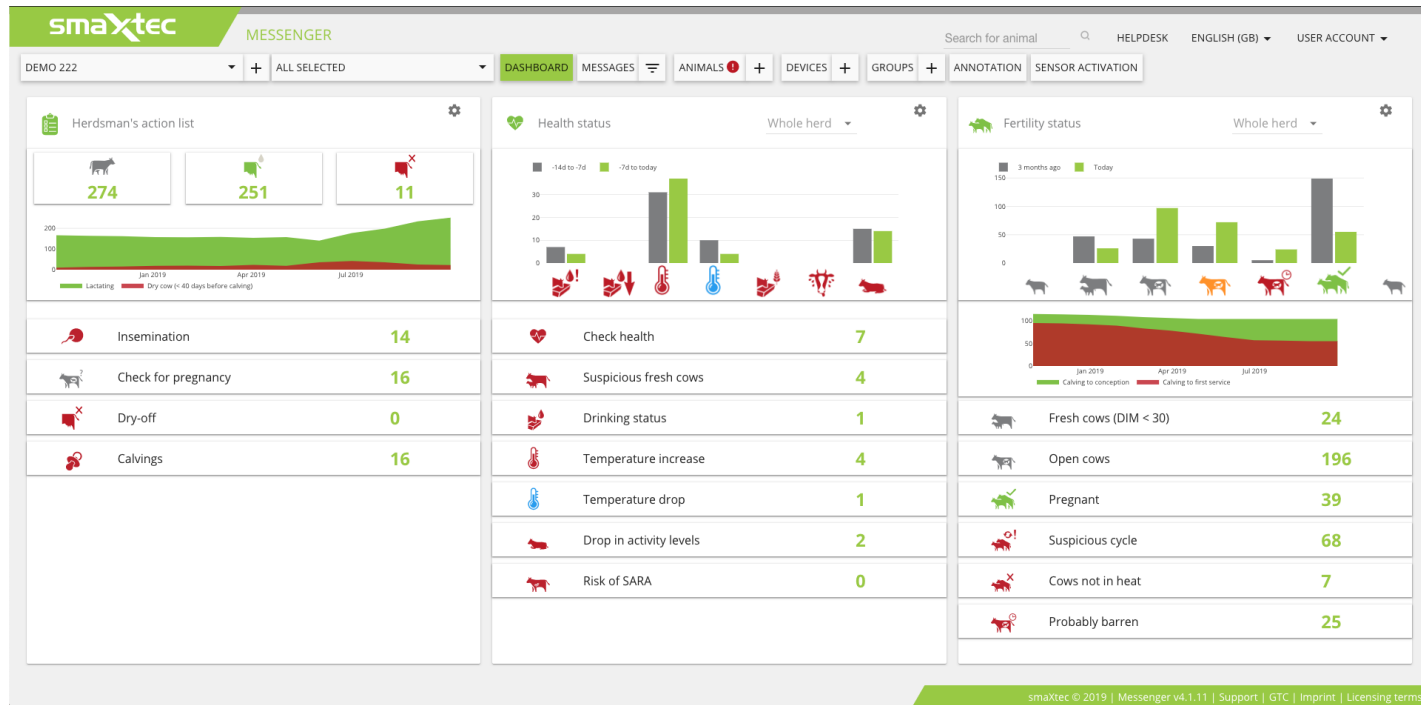 smaXtec
MESSENGER
Search for animal
HELPDESK
ENGLISH (GB)
USER ACCOUNT
DEMO 222
+
ALL SELECTED
DASHBOARD
MESSAGES
ANIMALS !
+
DEVICES
+
GROUPS
+
ANNOTATION
SENSOR ACTIVATION
Herdsman's action list
274
251
11
200
100
0
Jan 2019
Apr 2019
Jul 2019
Lactating
Dry cow (< 40 days before calving)
Insemination
14
Check for pregnancy
16
Dry-off
0
Calvings
16
Health status
Whole herd
-14d to -7d
-7d to today
30
20
10
0
Check health
7
Suspicious fresh cows
4
Drinking status
1
Temperature increase
4
Temperature drop
1
Drop in activity levels
2
Risk of SARA
0
Fertility status
Whole herd
3 months ago
Today
150
100
50
0
100
50
0
Jan 2019
Apr 2019
Jul 2019
Calving to conception
Calving to first service
Fresh cows (DIM < 30)
24
Open cows
196
Pregnant
39
Suspicious cycle
68
Cows not in heat
7
Probably barren
25
smaXtec © 2019 | Messenger v4.1.11 | Support | GTC | Imprint | Licensing terms